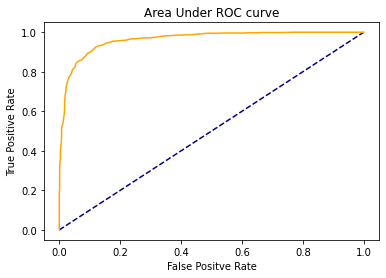 Area Under ROC curve
True Positive Rate
1.0
0.8
0.6
0.4
0.2
0.0
0.0 0.2 0.4 0.6 0.8 1.0
False Positve Rate